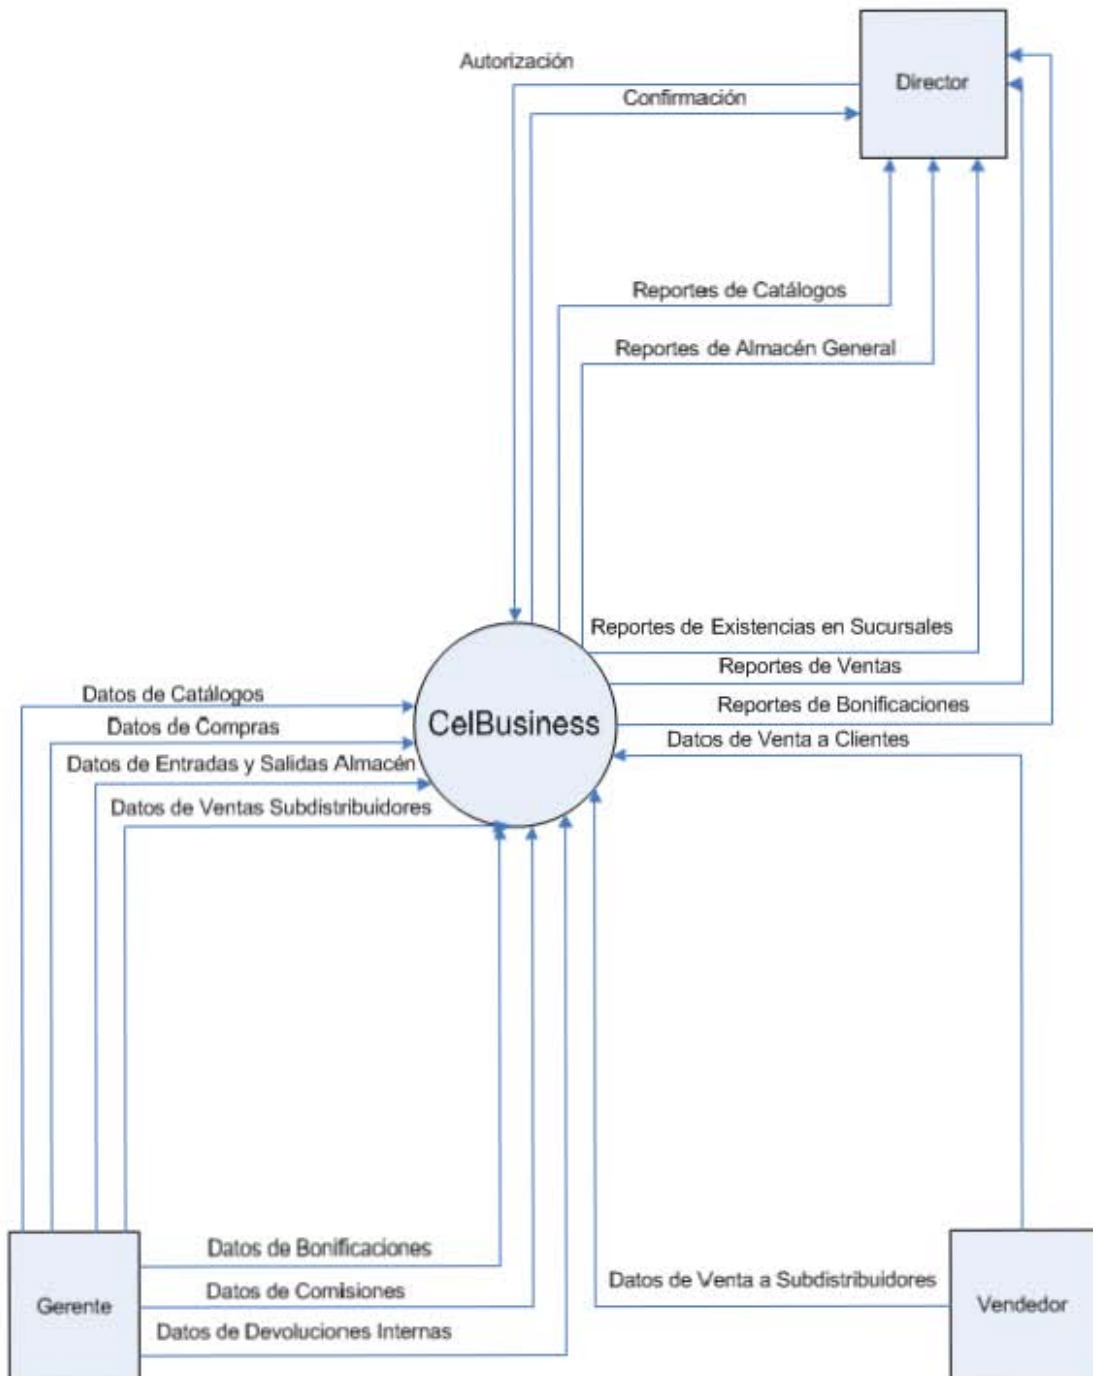 Autorización
Director
Confirmación
Reportes de Catálogos
Reportes de Almacén General
Reportes de Existencias en Sucursales
Reportes de Ventas
Datos de Catálogos
Reportes de Bonificaciones
CelBusiness
Datos de Compras
Datos de Venta a Clientes
Datos de Entradas y Salidas Almacén
Datos de Ventas Subdistribuidores
Datos de Bonificaciones
Datos de Venta a Subdistribuidores
Datos de Comisiones
Gerente
Vendedor
Datos de Devoluciones Internas